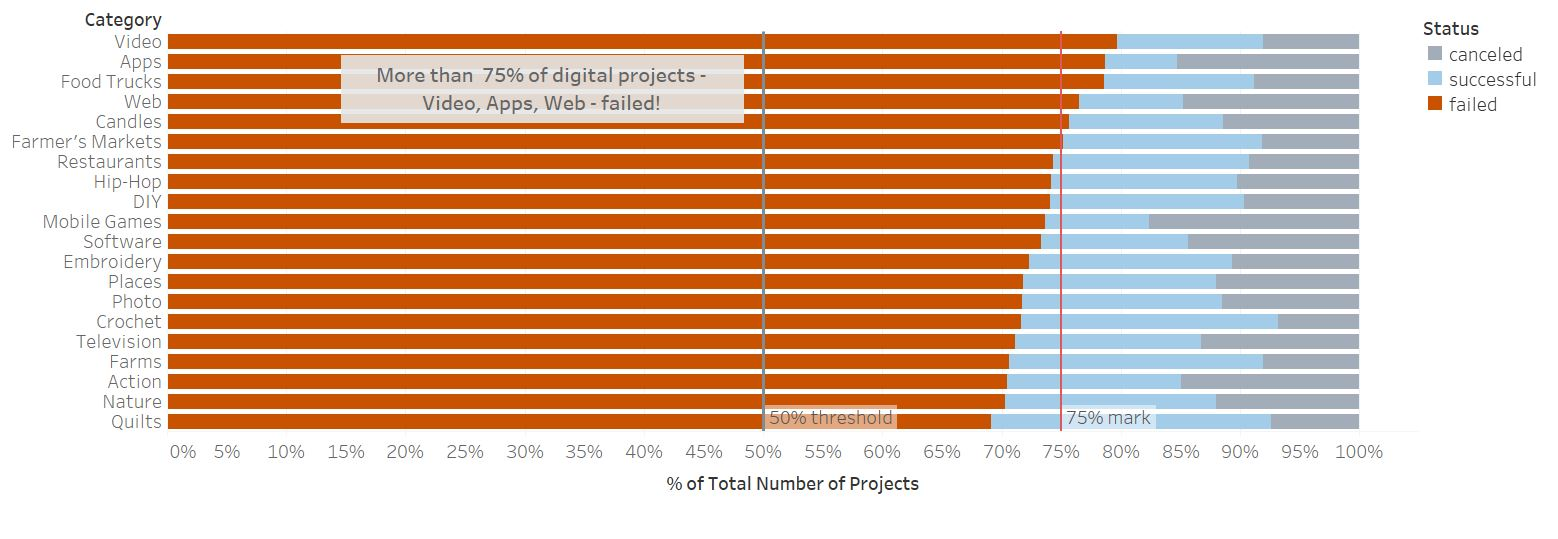 Category
Video
Apps
Food Trucks
Web
Candles
Farmer's Markets
Restaurants
Hip-Hop
DIY
Mobile Games
Software
Embroidery
Places
Photo
Crochet
Television
Farms
Action
Nature
Quilts
More than 75% of digital projects -
Video, Apps, Web - failed!
50% threshold
75% mark
0% 5% 10% 15% 20% 25% 30% 35% 40% 45% 50% 55% 60% 65% 70% 75% 80% 85% 90% 95% 100%
% of Total Number of Projects
Status
canceled
successful
failed